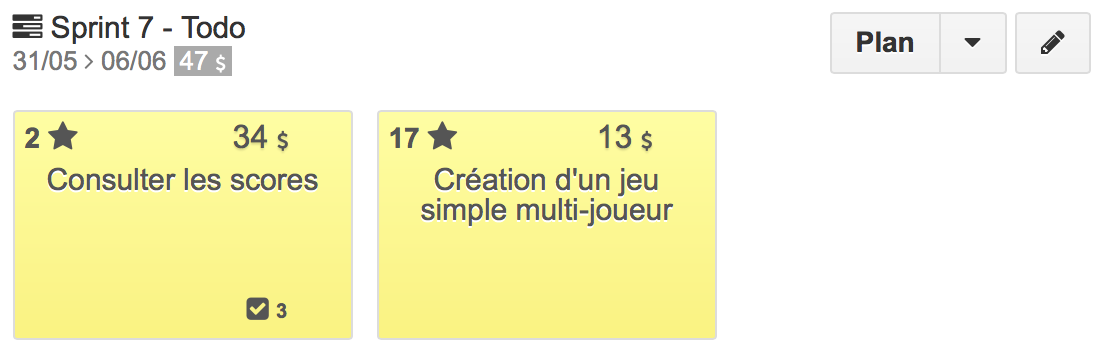 Sprint 7 - Todo
31/05 › 06/06 47 $
Plan
2 34 $
Consulter les scores
3
17 13 $
Création d'un jeu
simple multi-joueur